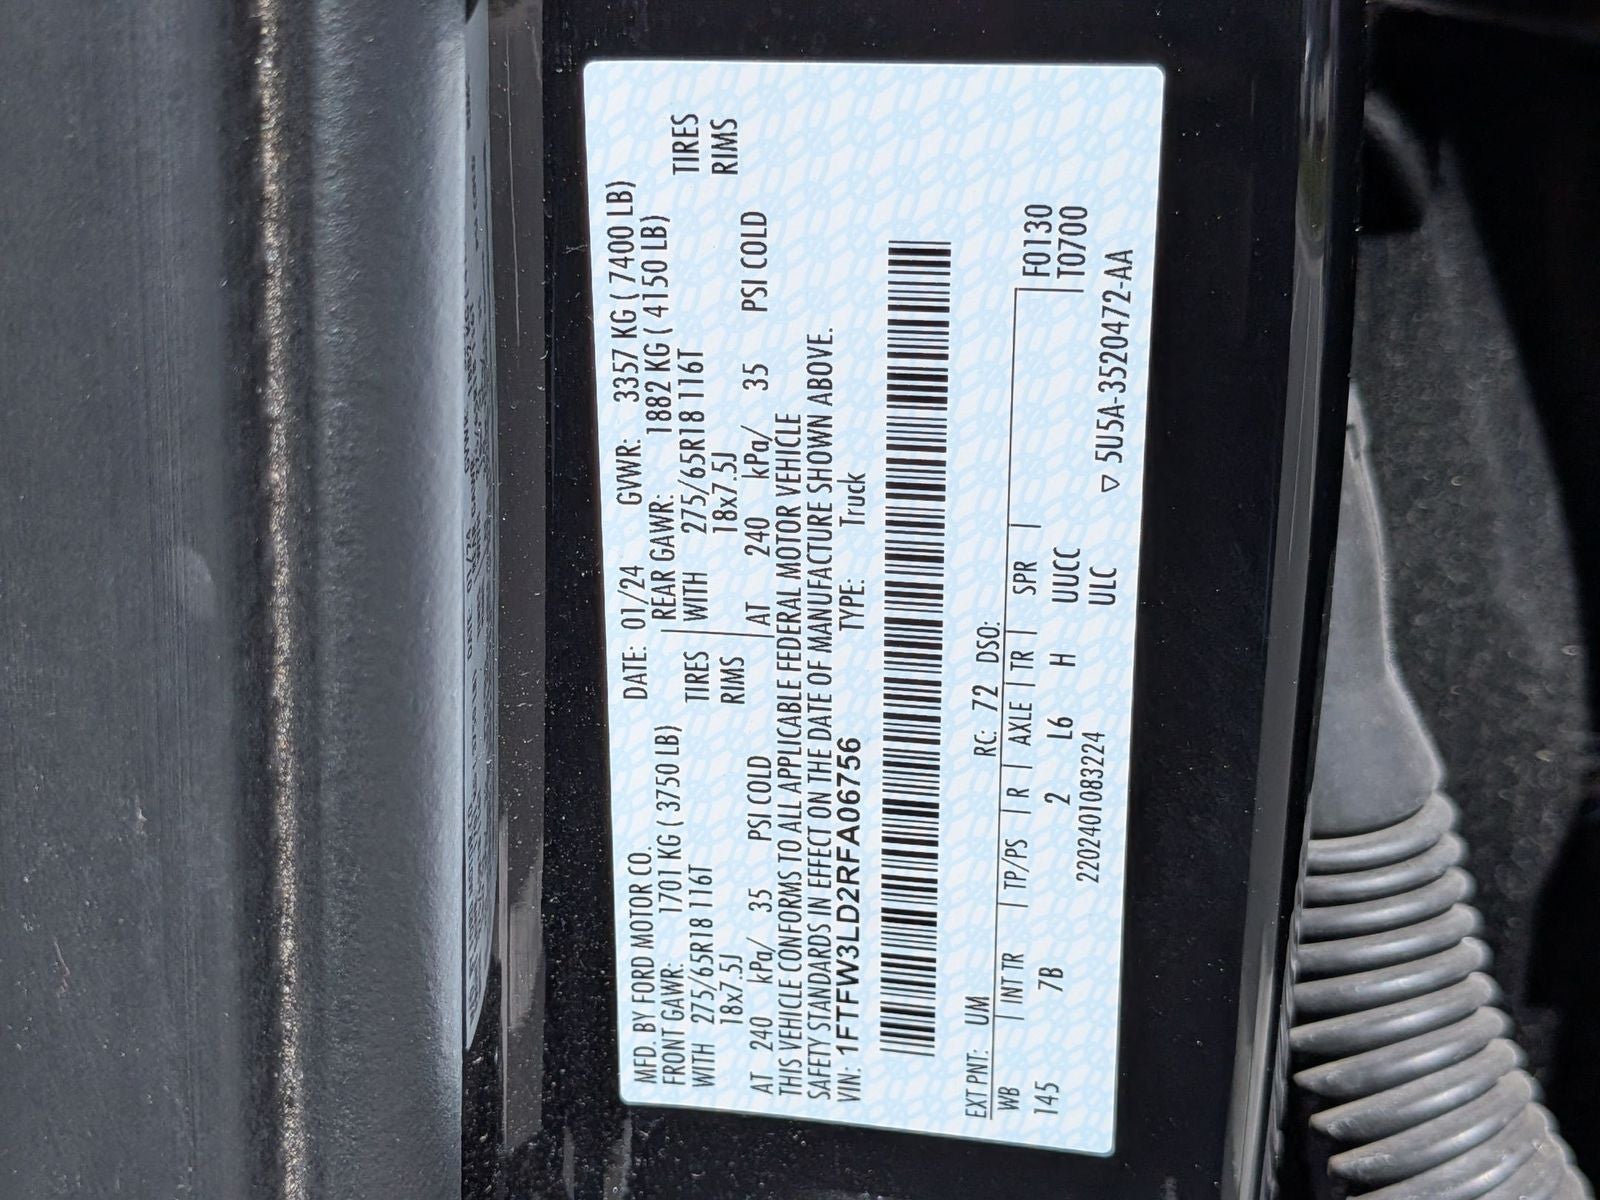 MFD. BY FORD MOTOR CO.
DATE: 01/24 GVWR: 3357 KG ( 7400 LB)
FRONT GAWR: 1701 KG ( 3750 LB)
REAR GAWR: 1882 KG ( 4150 LB)
WITH 275/65R18 116T TIRES
WITH 275/65R18 116T TIRES
18x7.5J RIMS
18x7.5J RIMS
AT 240 kPa/ 35 PSI COLD
AT 240 kPa/ 35 PSI COLD
THIS VEHICLE CONFORMS TO ALL APPLICABLE FEDERAL MOTOR VEHICLE
SAFETY STANDARDS IN EFFECT ON THE DATE OF MANUFACTURE SHOWN ABOVE.
VIN: 1FTFW3LD2RFA06756 TYPE: Truck
EXT PNT: UM RC: 72 DSO:
WB | INT TR | TP/PS | R | AXLE | TR | SPR | F0130
145 7B 2 L6 H UUCC T0700
2202401083224 ULC ▽ 5U5A-3520472-AA